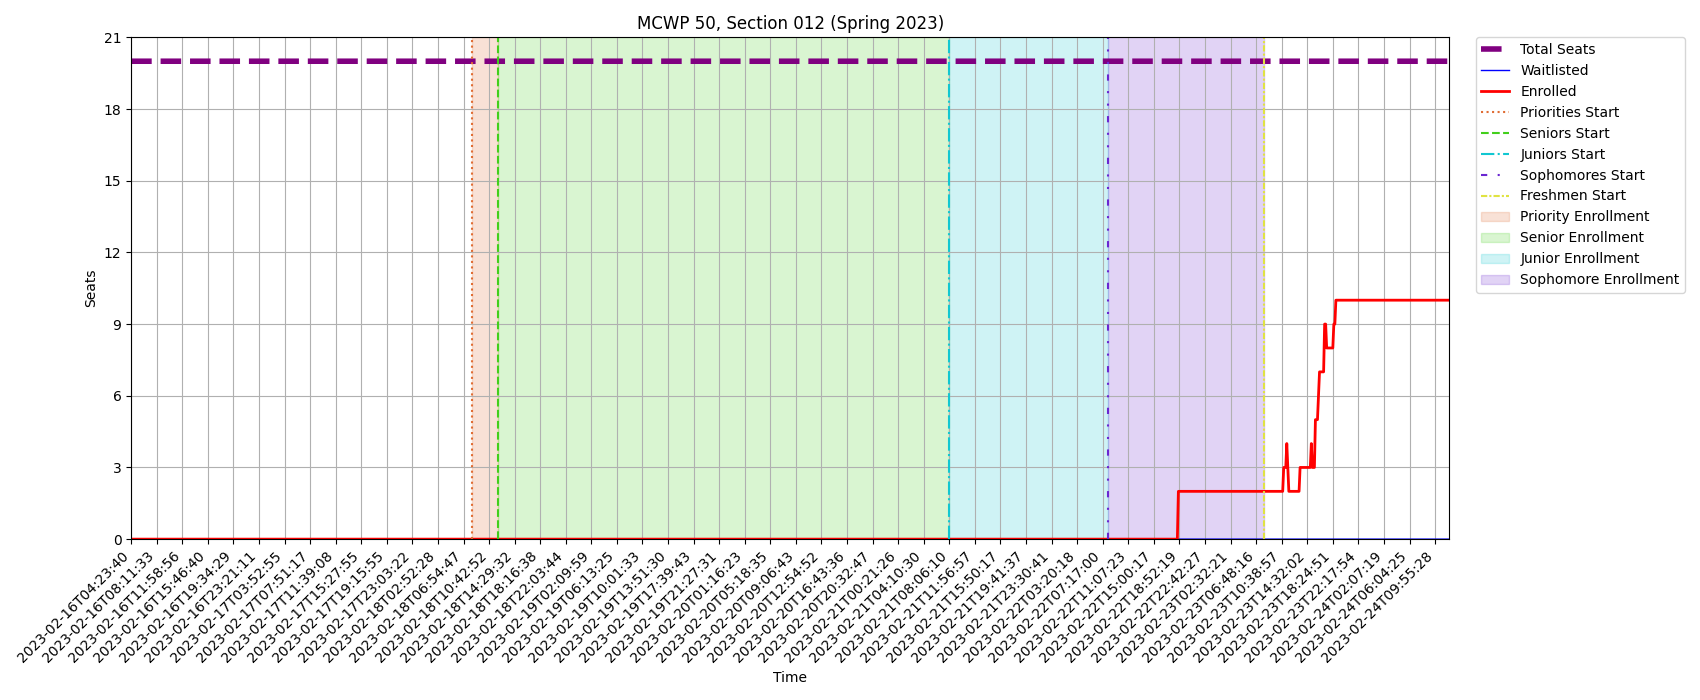 MCWP 50, Section 012 (Spring 2023)
Total Seats
Waitlisted
Enrolled
Priorities Start
Seniors Start
Juniors Start
Sophomores Start
Freshmen Start
Priority Enrollment
Senior Enrollment
Junior Enrollment
Sophomore Enrollment
Seats
21
18
15
12
9
6
3
0
2023-02-16T04:23:40
2023-02-16T08:11:33
2023-02-16T11:58:56
2023-02-16T15:46:40
2023-02-16T19:34:29
2023-02-16T23:21:11
2023-02-17T03:52:55
2023-02-17T07:51:17
2023-02-17T11:39:08
2023-02-17T15:27:55
2023-02-17T19:15:55
2023-02-17T23:03:22
2023-02-18T02:52:28
2023-02-18T06:54:47
2023-02-18T10:42:52
2023-02-18T14:29:32
2023-02-18T18:16:38
2023-02-18T22:03:44
2023-02-19T02:09:59
2023-02-19T06:13:25
2023-02-19T10:01:33
2023-02-19T13:51:30
2023-02-19T17:39:43
2023-02-19T21:27:31
2023-02-20T01:16:23
2023-02-20T05:18:35
2023-02-20T09:06:43
2023-02-20T12:54:52
2023-02-20T16:43:36
2023-02-20T20:32:47
2023-02-21T00:21:26
2023-02-21T04:10:30
2023-02-21T08:06:10
2023-02-21T11:56:57
2023-02-21T15:50:17
2023-02-21T19:41:37
2023-02-21T23:30:41
2023-02-22T03:20:18
2023-02-22T07:17:00
2023-02-22T11:07:23
2023-02-22T15:00:17
2023-02-22T18:52:19
2023-02-22T22:42:27
2023-02-23T02:32:21
2023-02-23T06:48:16
2023-02-23T10:38:57
2023-02-23T14:32:02
2023-02-23T18:24:51
2023-02-23T22:17:54
2023-02-24T02:07:19
2023-02-24T06:04:25
2023-02-24T09:55:28
Time